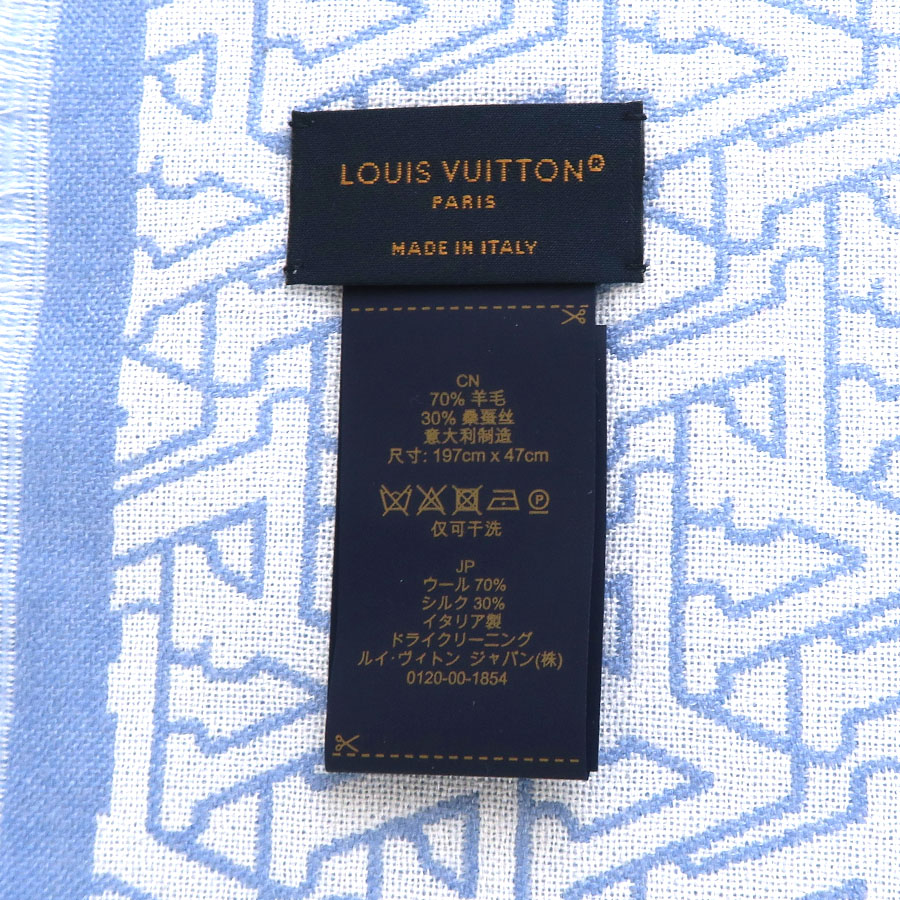 LOUIS VUITTON®
PARIS
MADE IN ITALY
CN
70% 羊毛
30% 桑蚕丝
意大利制造
尺寸: 197cm x 47cm
P
仅可干洗
JP
ウール 70%
シルク 30%
イタリア製
ドライクリーニング
ルイ・ヴィトン ジャパン(株)
0120-00-1854